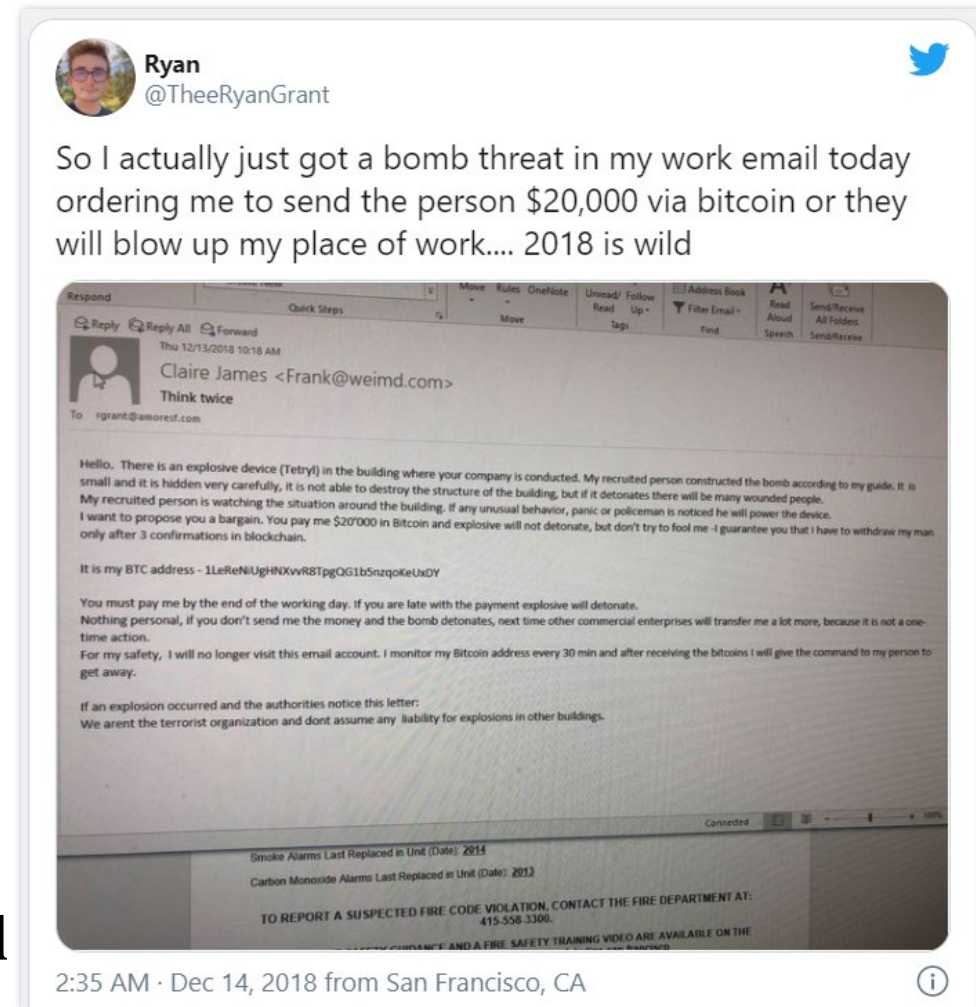 Ryan
@TheeRyanGrant
So I actually just got a bomb threat in my work email today
ordering me to send the person $20,000 via bitcoin or they
will blow up my place of work.... 2018 is wild
Respond
Quick Steps
Move Rules OneNote
Move
Unread/ Follow
Read Up
Tags
Address Book
Filter Email
Find
Read
Aloud
Speech
Send/Receive
All Folders
Send/Receive
Reply Reply All Forward
Thu 12/13/2018 10:18 AM
Claire James <Frank@weimd.com>
Think twice
To rgrant@amorest.com
Hello. There is an explosive device (Tetryl) in the building where your company is conducted. My recruited person constructed the bomb according to my guide. It is
small and it is hidden very carefully, it is not able to destroy the structure of the building, but if it detonates there will be many wounded people.
My recruited person is watching the situation around the building. If any unusual behavior, panic or policeman is noticed he will power the device.
I want to propose you a bargain. You pay me $20'000 in Bitcoin and explosive will not detonate, but don't try to fool me -I guarantee you that I have to withdraw my man
only after 3 confirmations in blockchain.
It is my BTC address - 1LeReNiUgHNXvvR8TpgQG1b5nzqoKeUxDY
You must pay me by the end of the working day. If you are late with the payment explosive will detonate.
Nothing personal, if you don't send me the money and the bomb detonates, next time other commercial enterprises will transfer me a lot more, because it is not a one-
time action.
For my safety, I will no longer visit this email account. I monitor my Bitcoin address every 30 min and after receiving the bitcoins I will give the command to my person to
get away.
If an explosion occurred and the authorities notice this letter:
We arent the terrorist organization and dont assume any liability for explosions in other buildings.
Connected
100%
Smoke Alarms Last Replaced in Unit (Date): 2014
Carbon Monoxide Alarms Last Replaced in Unit (Date): 2013
TO REPORT A SUSPECTED FIRE CODE VIOLATION, CONTACT THE FIRE DEPARTMENT AT:
415-558-3300.
GUIDANCE AND A FIRE SAFETY TRAINING VIDEO ARE AVAILABLE ON THE
2:35 AM · Dec 14, 2018 from San Francisco, CA